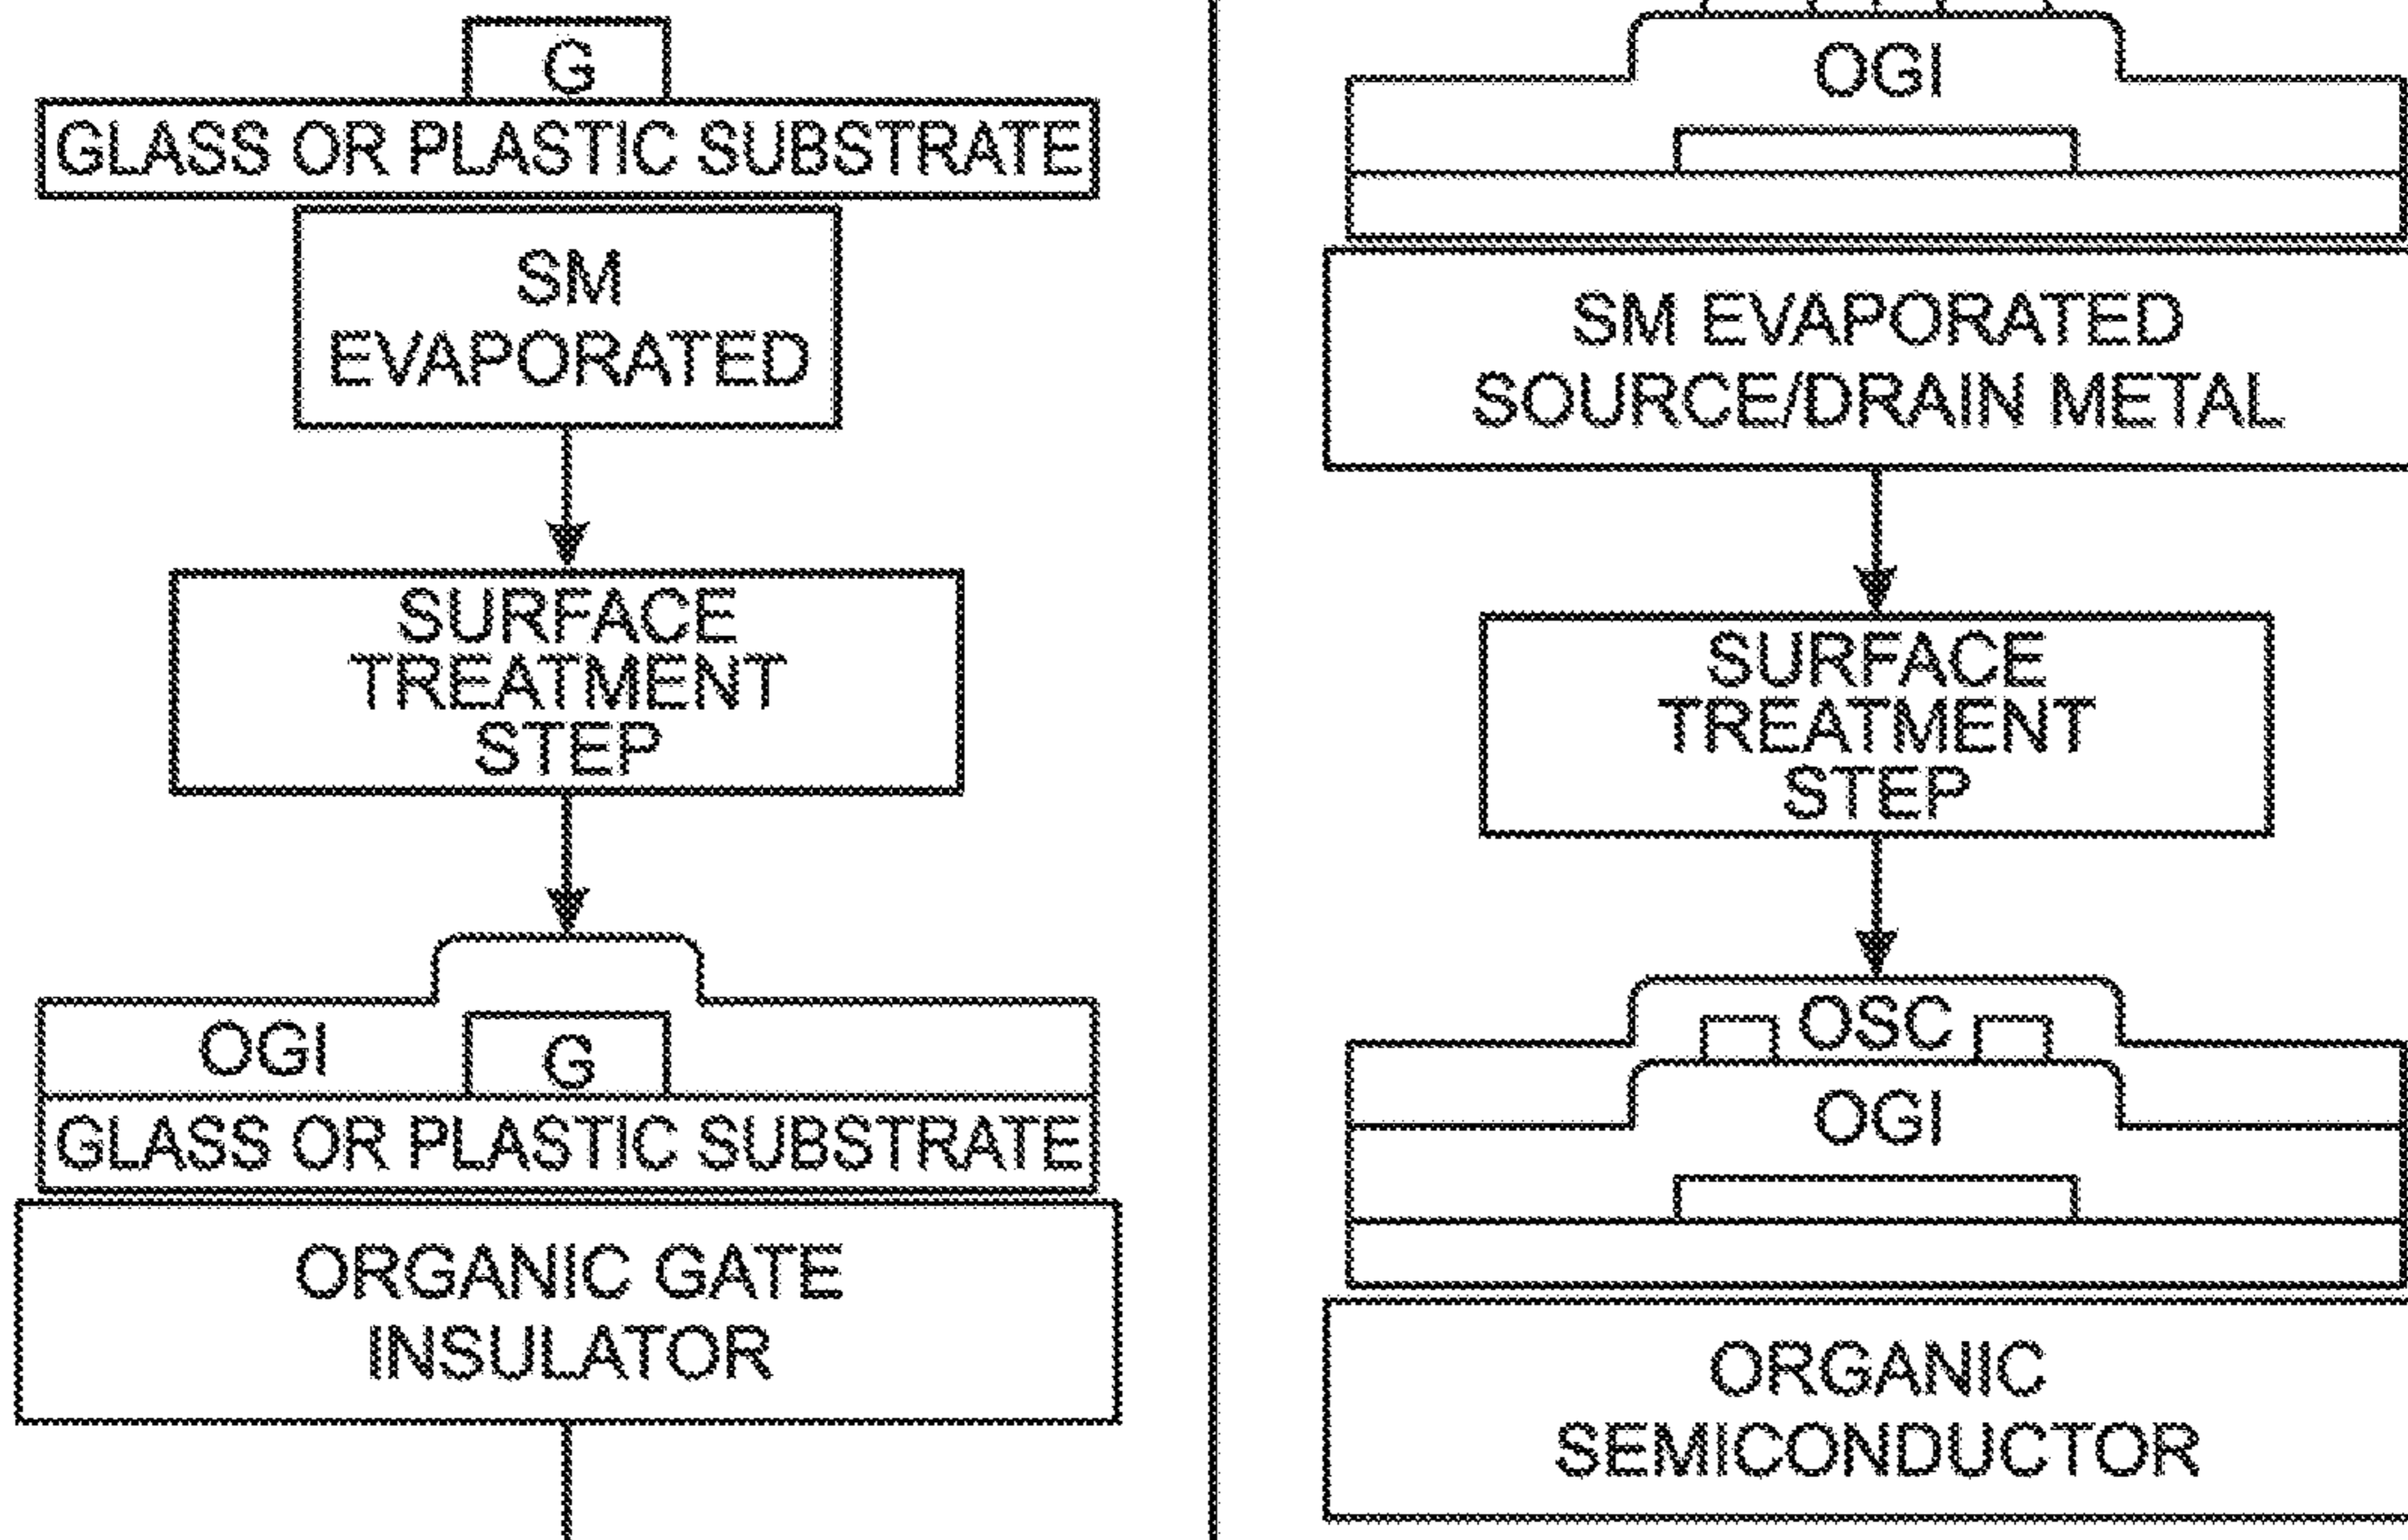 G
GLASS OR PLASTIC SUBSTRATE
SM
EVAPORATED
SURFACE
TREATMENT
STEP
OGI
G
GLASS OR PLASTIC SUBSTRATE
ORGANIC GATE
INSULATOR
OGI
SM EVAPORATED
SOURCE/DRAIN METAL
SURFACE
TREATMENT
STEP
OSC
OGI
ORGANIC
SEMICONDUCTOR